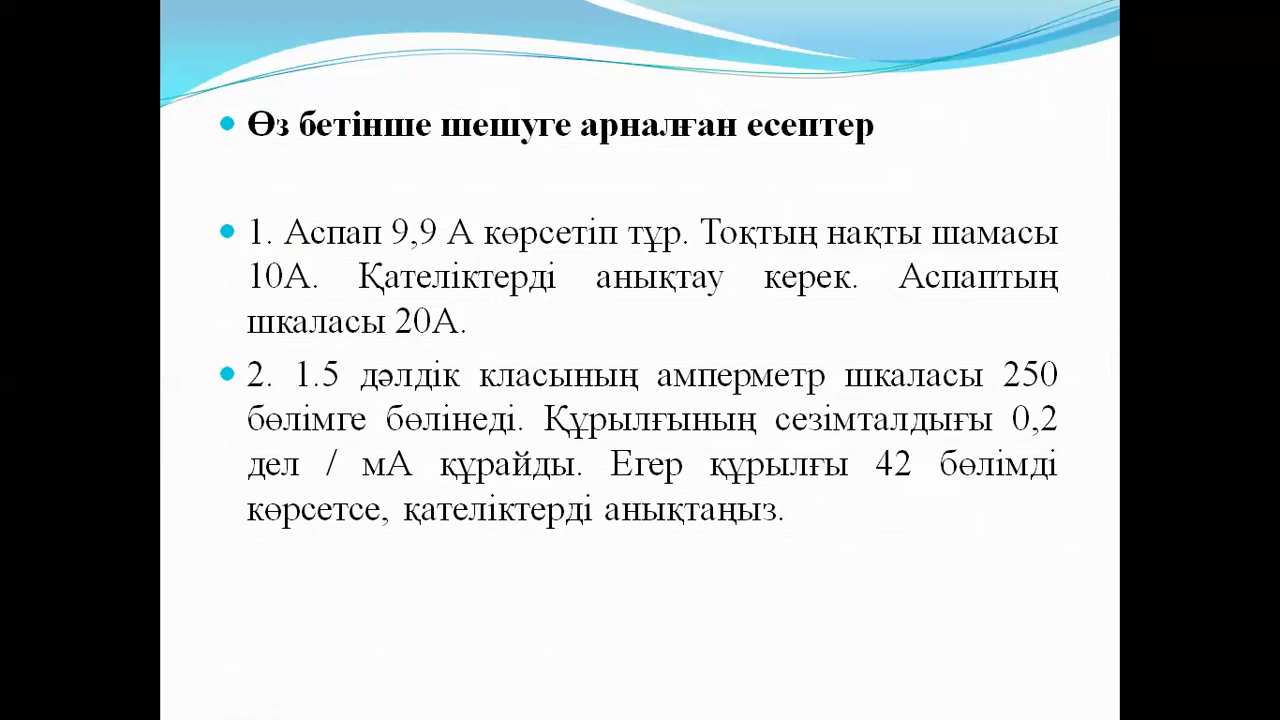 Өз бетінше шешуге арналған есептер
1. Аспап 9,9 А көрсетіп тұр. Тоқтың нақты шамасы
10А. Қателіктерді анықтау керек. Аспаптың
шкаласы 20А.
2. 1.5 дәлдік класының амперметр шкаласы 250
бөлімге бөлінеді. Құрылғының сезімталдығы 0,2
дел / мА құрайды. Егер құрылғы 42 бөлімді
көрсетсе, қателіктерді анықтаңыз.